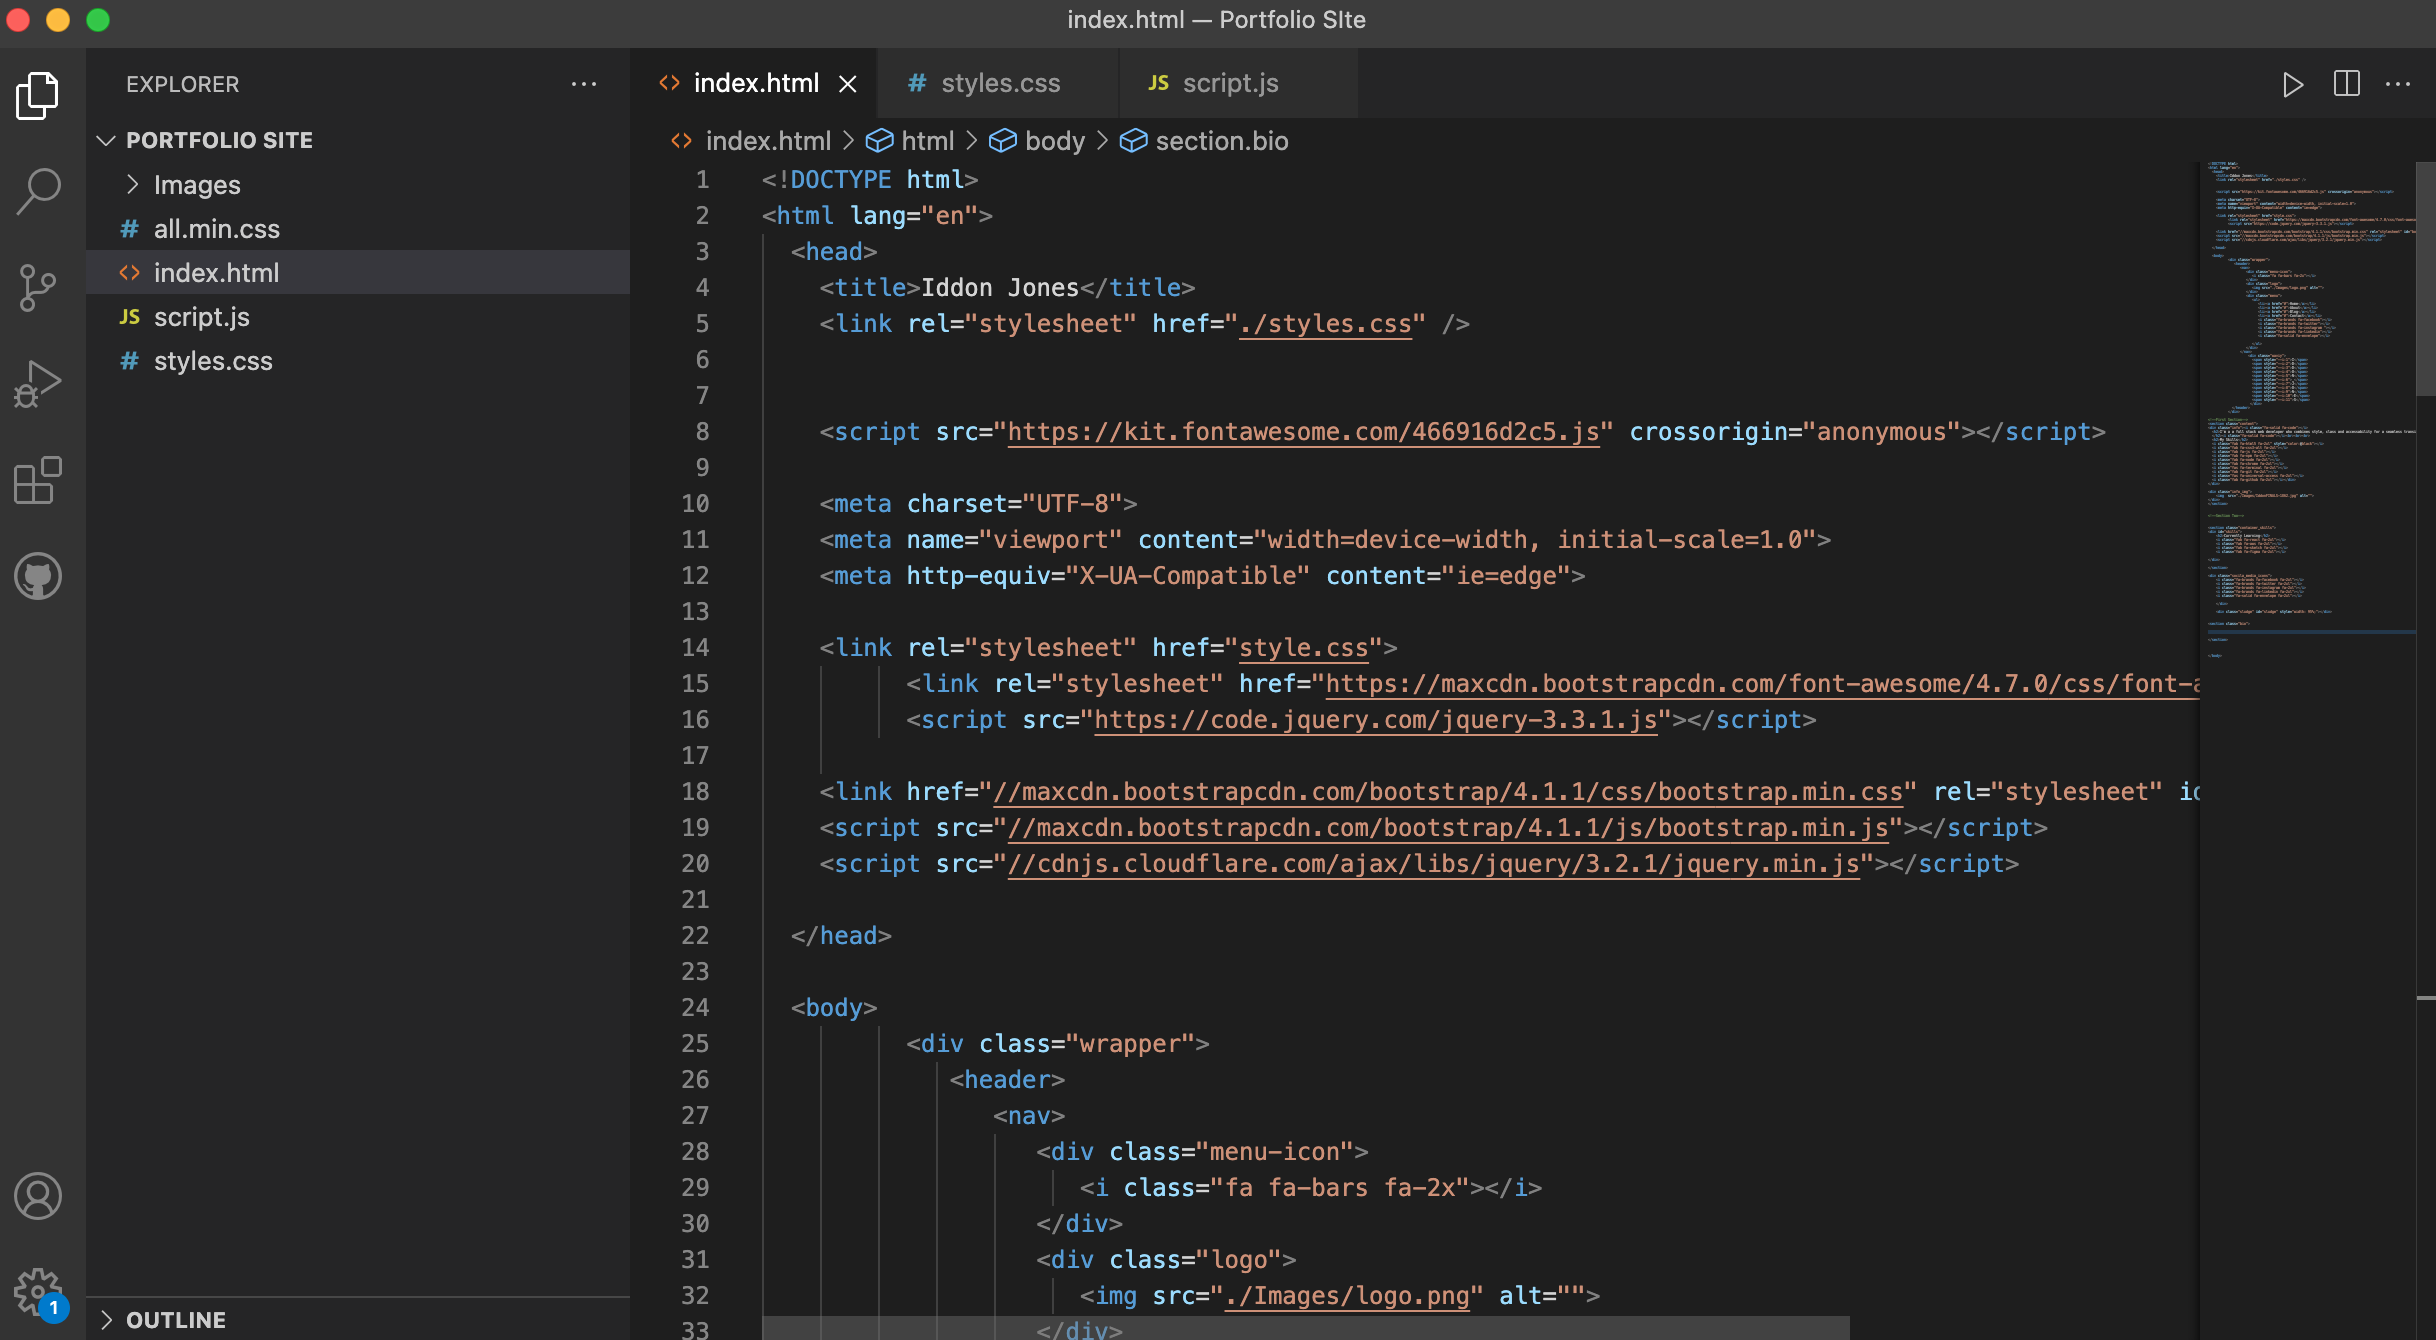 index.html — Portfolio SIte
EXPLORER
PORTFOLIO SITE
Images
# all.min.css
<> index.html
JS script.js
# styles.css
1
OUTLINE
<> index.html
# styles.css
JS script.js
<> index.html > html > body > section.bio
1 <!DOCTYPE html>
2 <html lang="en">
3 <head>
4 <title>Iddon Jones</title>
5 <link rel="stylesheet" href="./styles.css" />
6
7
8 <script src="https://kit.fontawesome.com/466916d2c5.js" crossorigin="anonymous"></script>
9
10 <meta charset="UTF-8">
11 <meta name="viewport" content="width=device-width, initial-scale=1.0">
12 <meta http-equiv="X-UA-Compatible" content="ie=edge">
13
14 <link rel="stylesheet" href="style.css">
15 <link rel="stylesheet" href="https://maxcdn.bootstrapcdn.com/font-awesome/4.7.0/css/font-a
16 <script src="https://code.jquery.com/jquery-3.3.1.js"></script>
17
18 <link href="//maxcdn.bootstrapcdn.com/bootstrap/4.1.1/css/bootstrap.min.css" rel="stylesheet" id
19 <script src="//maxcdn.bootstrapcdn.com/bootstrap/4.1.1/js/bootstrap.min.js"></script>
20 <script src="//cdnjs.cloudflare.com/ajax/libs/jquery/3.2.1/jquery.min.js"></script>
21
22 </head>
23
24 <body>
25 <div class="wrapper">
26 <header>
27 <nav>
28 <div class="menu-icon">
29 <i class="fa fa-bars fa-2x"></i>
30 </div>
31 <div class="logo">
32 <img src="./Images/logo.png" alt="">
33 </div>